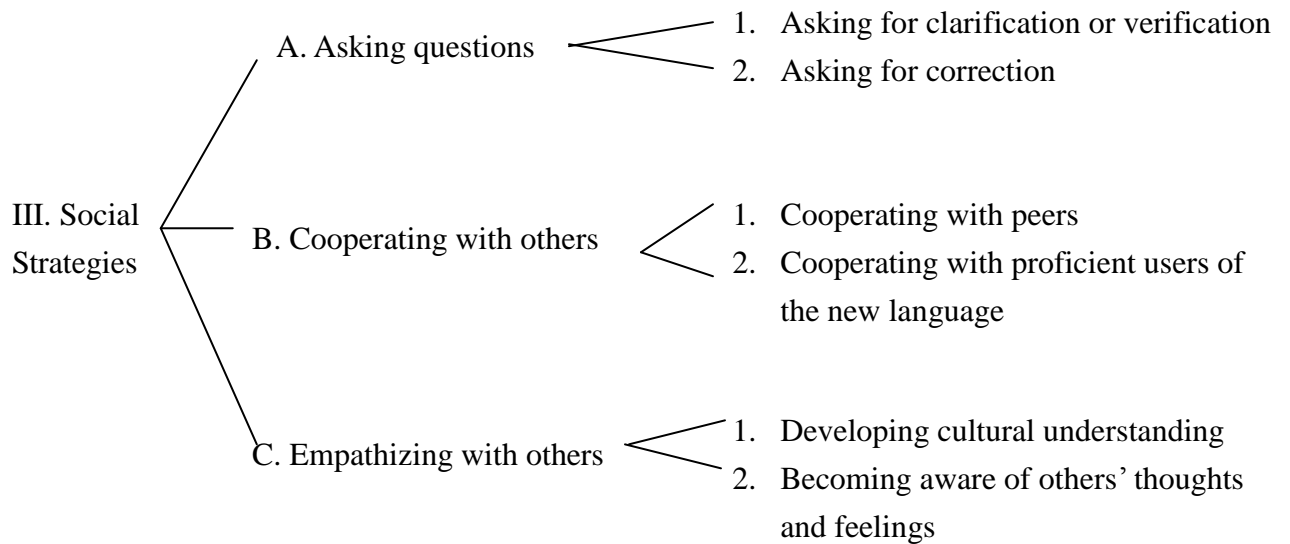 A. Asking questions
1. Asking for clarification or verification
2. Asking for correction
III. Social
Strategies
B. Cooperating with others
1. Cooperating with peers
2. Cooperating with proficient users of
the new language
C. Empathizing with others
1. Developing cultural understanding
2. Becoming aware of others’ thoughts
and feelings